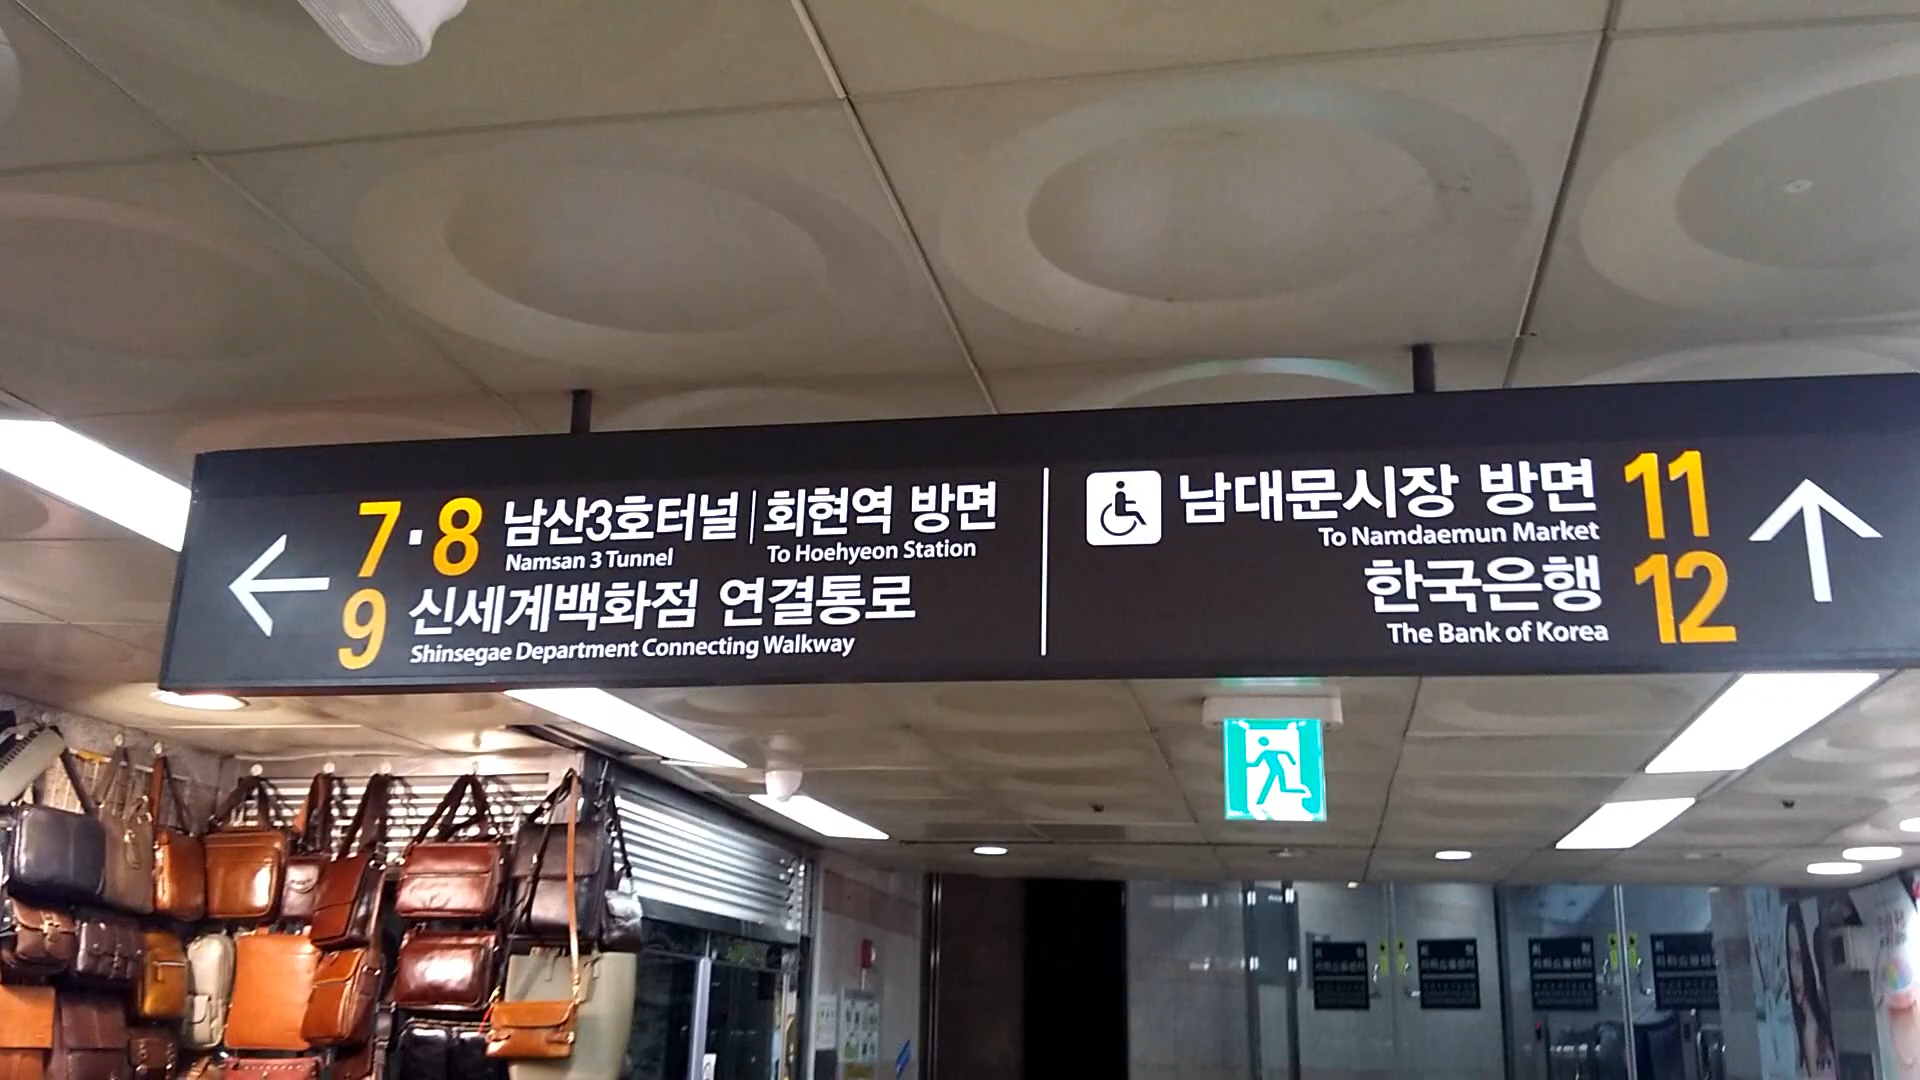 7·8 남산3호터널 | 회현역 방면
Namsan 3 Tunnel To Hoehyeon Station
9 신세계백화점 연결통로
Shinsegae Department Connecting Walkway
남대문시장 방면 11
To Namdaemun Market
한국은행 12
The Bank of Korea